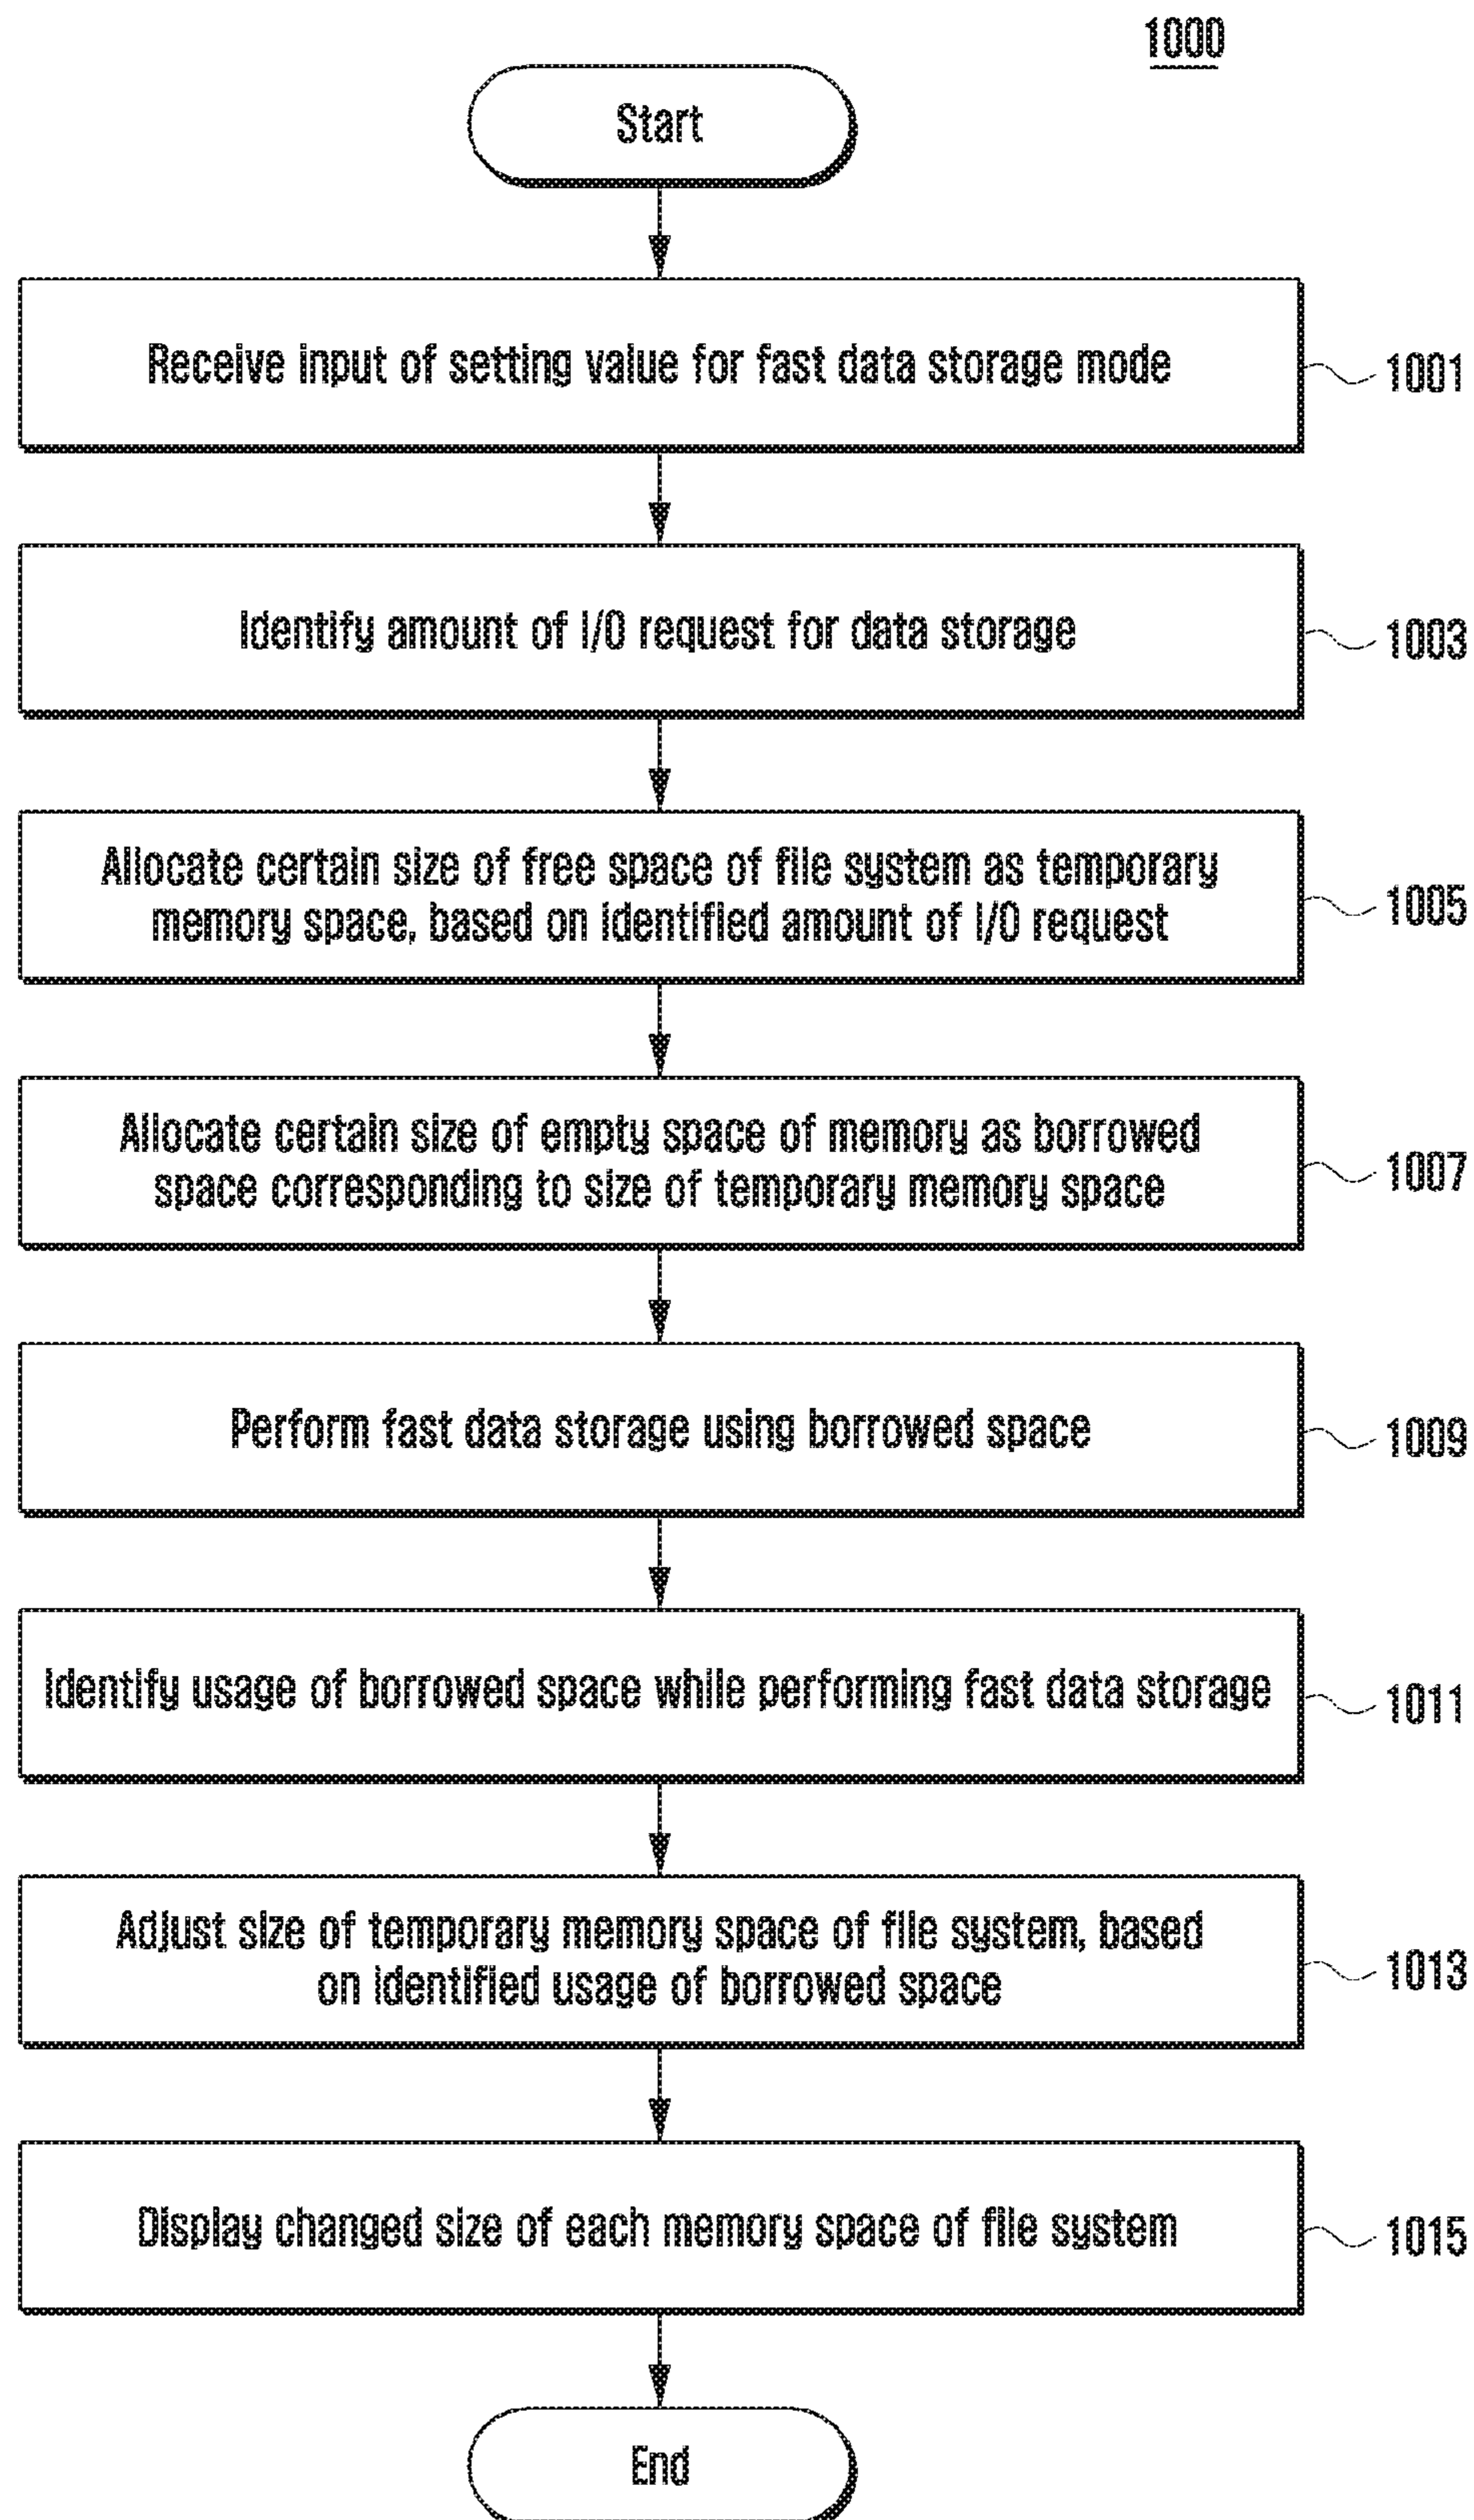 1000
Start
Receive input of setting value for fast data storage mode
1001
Identify amount of I/O request for data storage
1003
Allocate certain size of free space of file system as temporary
memory space, based on identified amount of I/O request
1005
Allocate certain size of empty space of memory as borrowed
space corresponding to size of temporary memory space
1007
Perform fast data storage using borrowed space
1009
Identify usage of borrowed space while performing fast data storage
1011
Adjust size of temporary memory space of file system, based
on identified usage of borrowed space
1013
Display changed size of each memory space of file system
1015
End